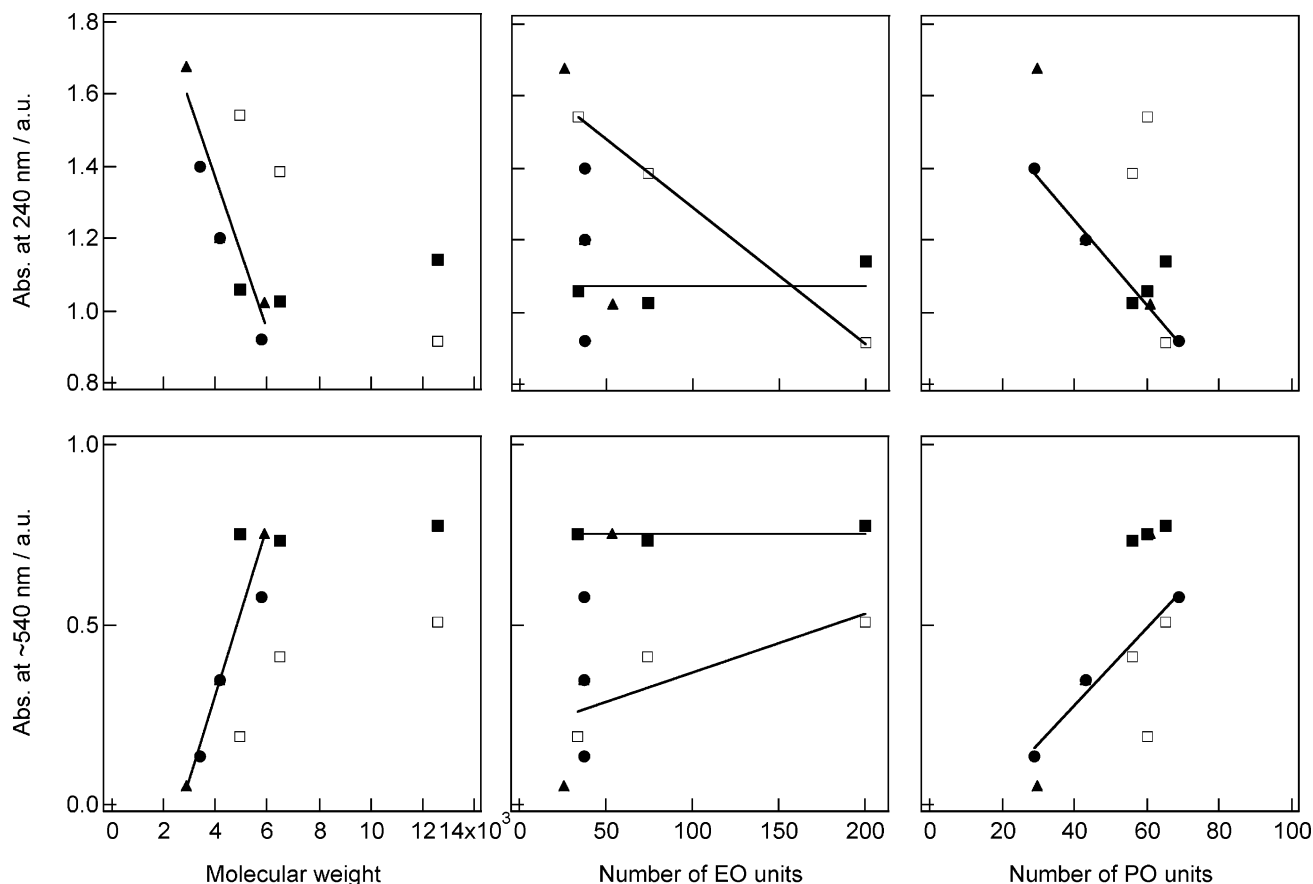 Abs. at 240 nm / a.u.
1.8
1.6
1.4
1.2
1.0
0.8
Abs. at ~540 nm / a.u.
1.0
0.5
0.0
0 2 4 6 8 10 12 14x10³
Molecular weight
0 50 100 150 200
Number of EO units
0 20 40 60 80 100
Number of PO units